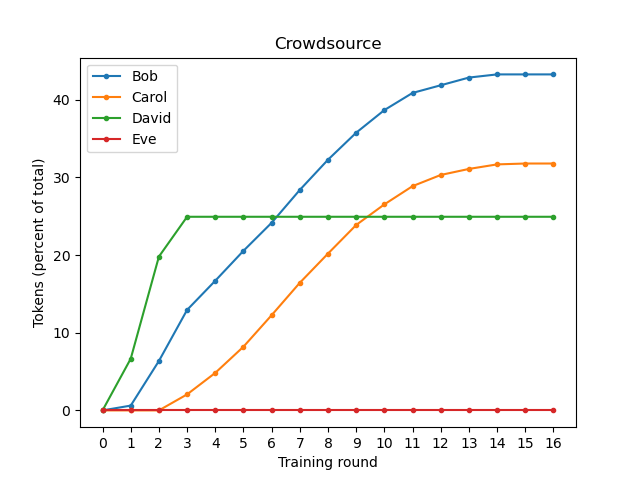 Crowdsource
Bob
Carol
David
Eve
Tokens (percent of total)
40
30
20
10
0
0 1 2 3 4 5 6 7 8 9 10 11 12 13 14 15 16
Training round